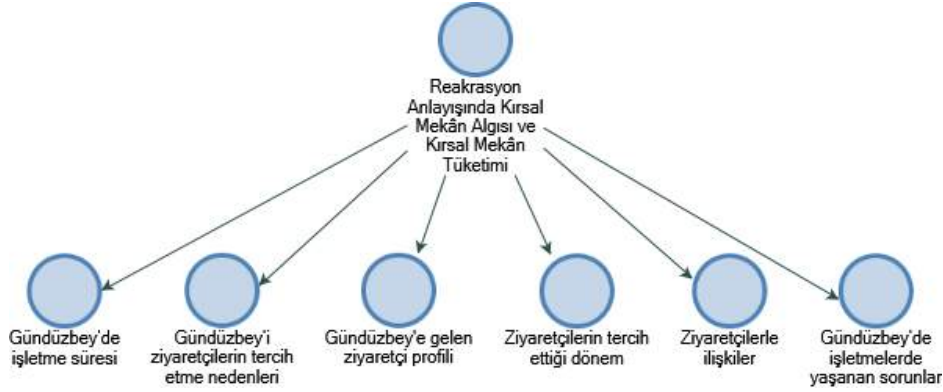 Reakrasyon
Anlayışında Kırsal
Mekân Algısı ve
Kırsal Mekân
Tüketimi
Gündüzbey'de
işletme süresi
Gündüzbey'i
ziyaretçilerin tercih
etme nedenleri
Gündüzbey'e gelen
ziyaretçi profili
Ziyaretçilerin tercih
ettiği dönem
Ziyaretçilerle
ilişkiler
Gündüzbey'de
işletmelerde
yaşanan sorunlar